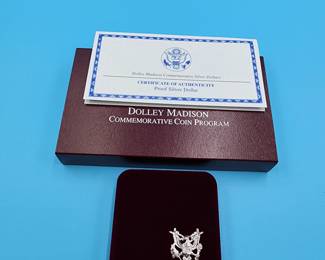 Dolley Madison Commemorative Silver Dollars
CERTIFICATE OF AUTHENTICITY
Proof Silver Dollar
DOLLEY MADISON
COMMEMORATIVE COIN PROGRAM